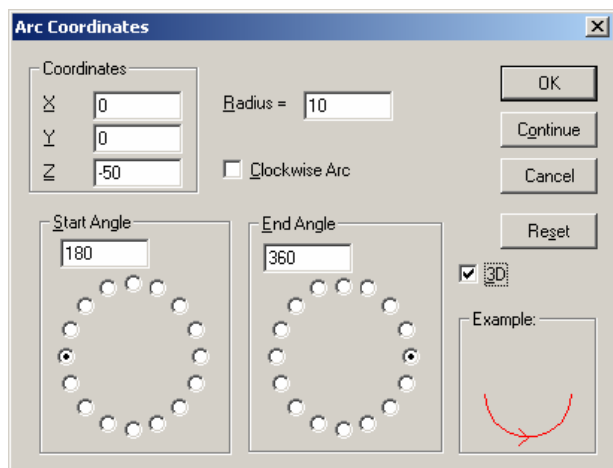 Arc Coordinates
Coordinates
X 0
Y 0
Z -50
Radius = 10
Clockwise Arc
OK
Continue
Cancel
Reset
Start Angle
180
End Angle
360
3D
Example: